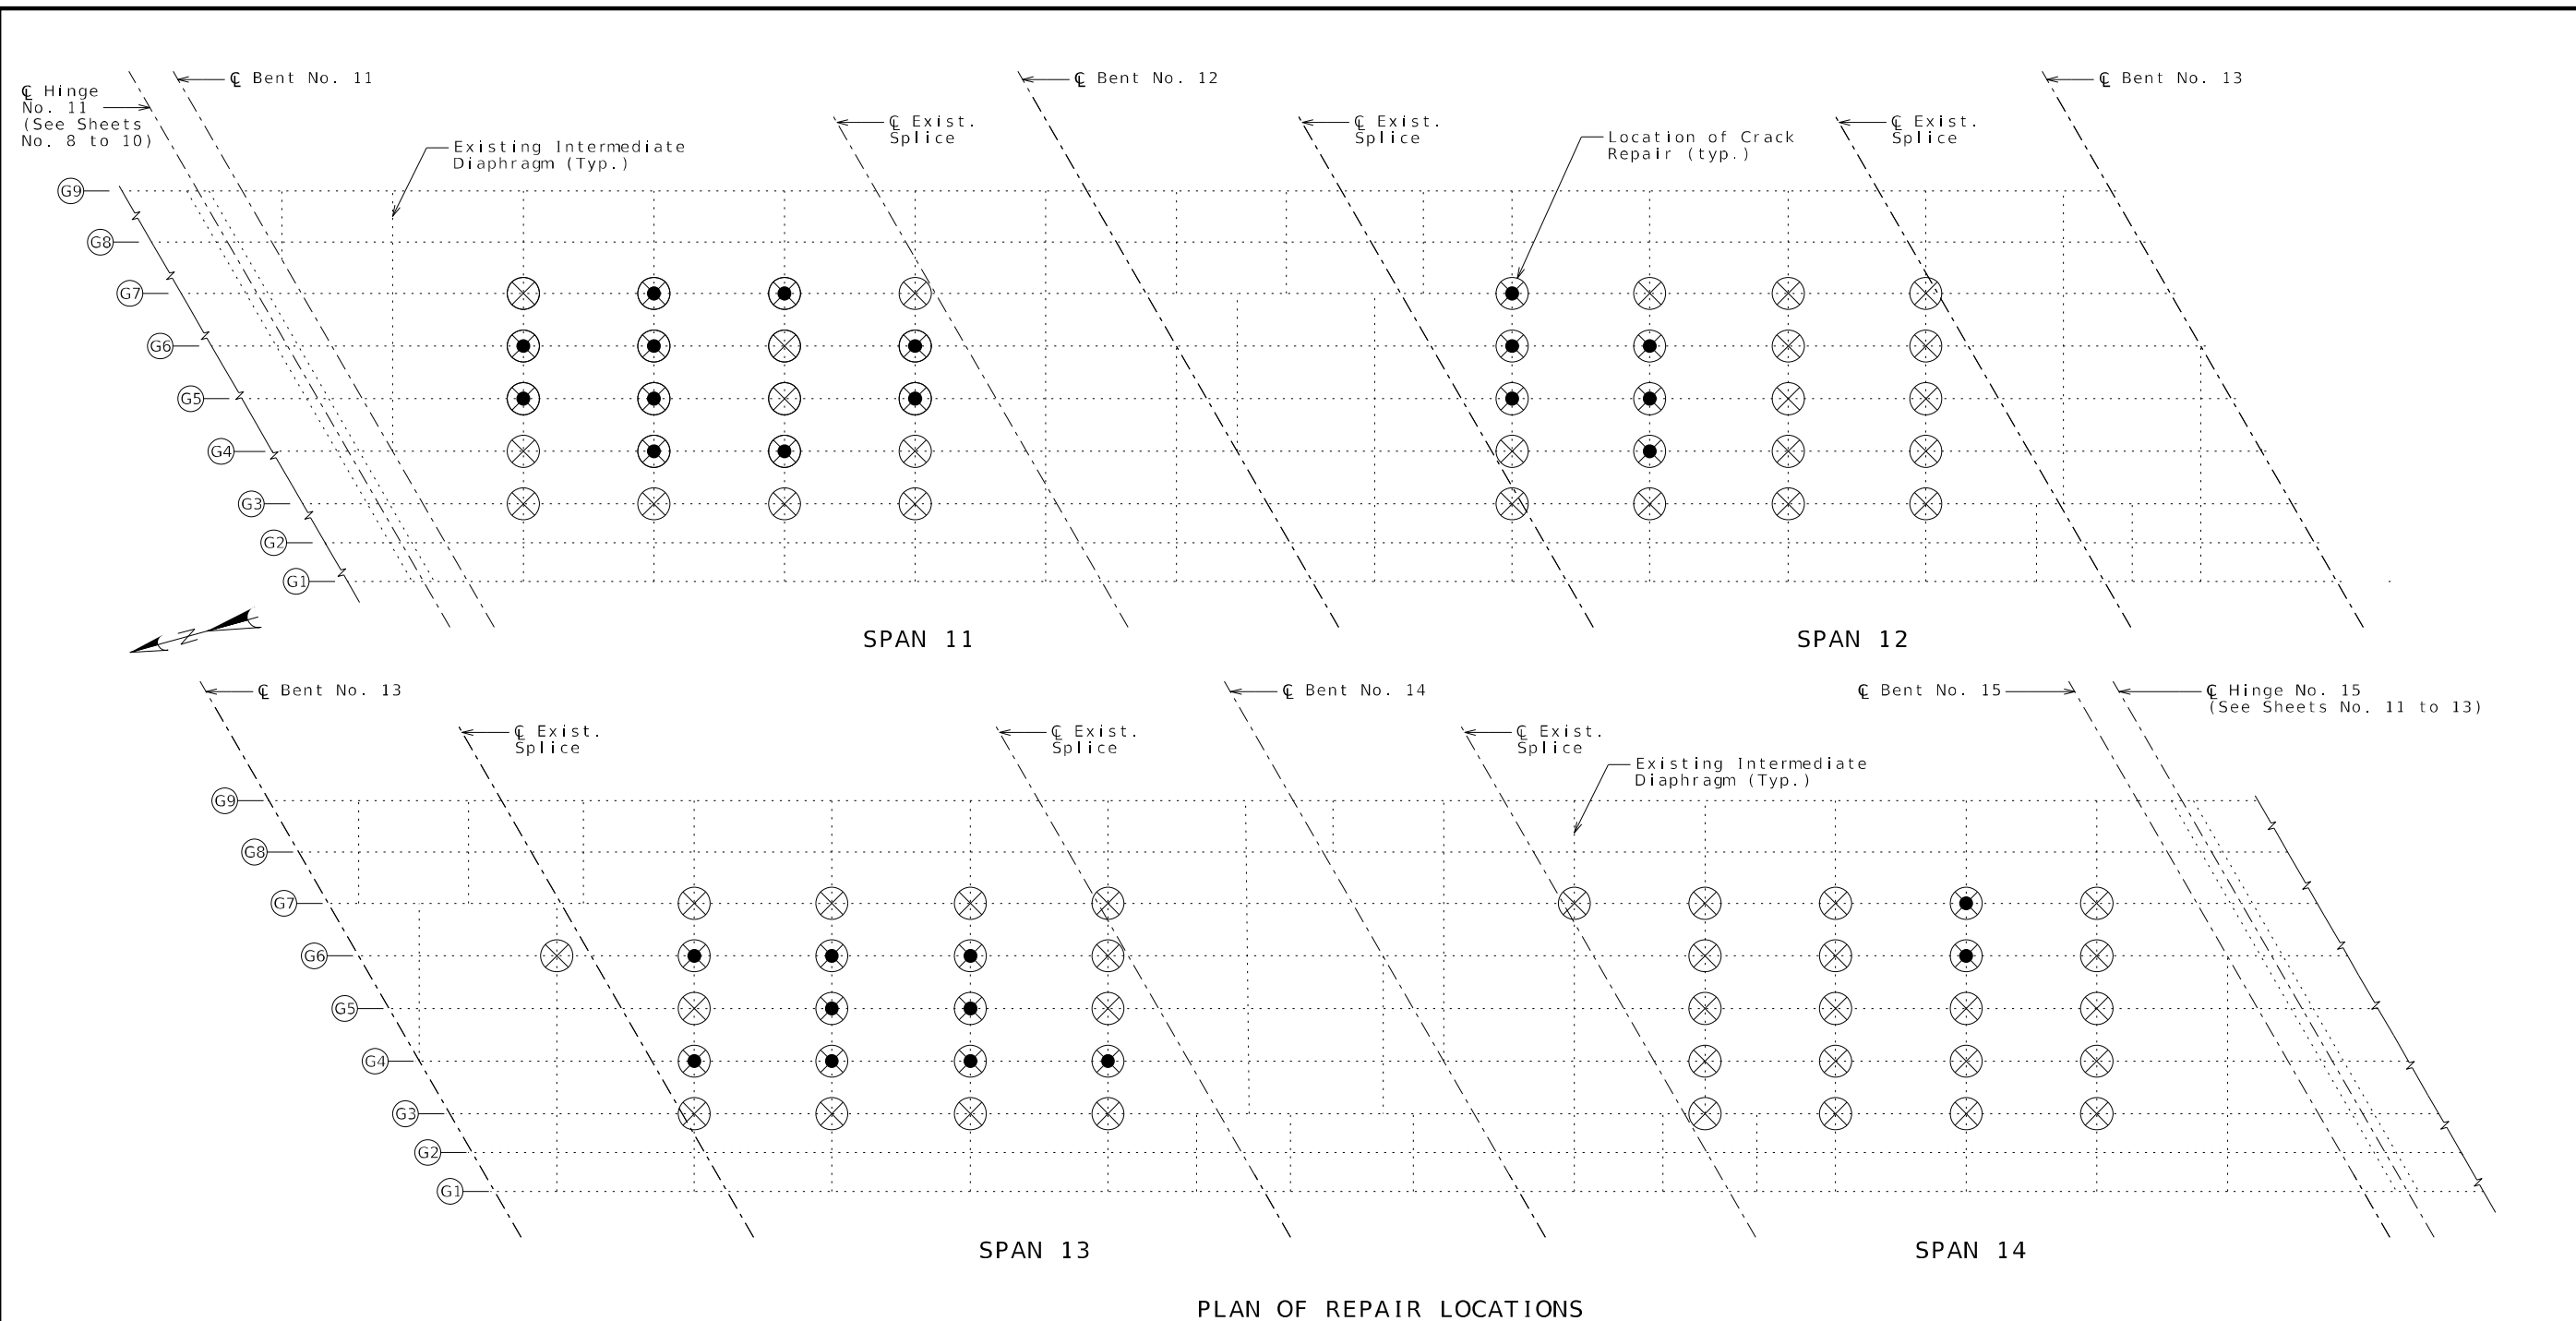 ℄ Hinge
No. 11
(See Sheets
No. 8 to 10)
℄ Bent No. 11
℄ Bent No. 12
℄ Bent No. 13
℄ Exist.
Splice
℄ Exist.
Splice
℄ Exist.
Splice
Existing Intermediate
Diaphragm (Typ.)
Location of Crack
Repair (typ.)
G9
G8
G7
G6
G5
G4
G3
G2
G1
N
SPAN 11
SPAN 12
℄ Bent No. 13
℄ Bent No. 14
℄ Bent No. 15
℄ Hinge No. 15
(See Sheets No. 11 to 13)
℄ Exist.
Splice
℄ Exist.
Splice
℄ Exist.
Splice
Existing Intermediate
Diaphragm (Typ.)
G9
G8
G7
G6
G5
G4
G3
G2
G1
SPAN 13
SPAN 14
PLAN OF REPAIR LOCATIONS